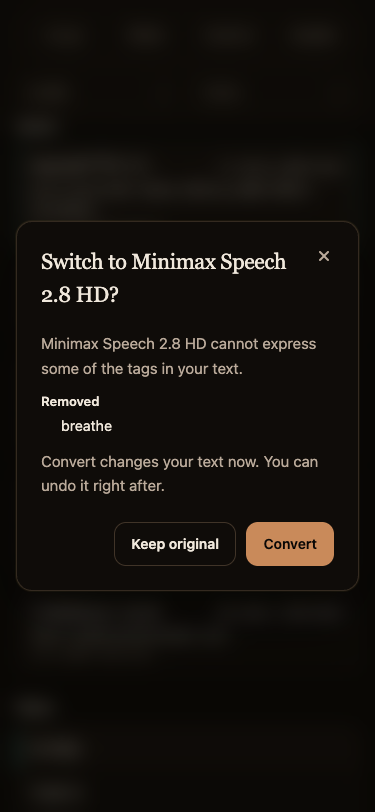 Switch to Minimax Speech
2.8 HD?
Minimax Speech 2.8 HD cannot express
some of the tags in your text.
Removed
breathe
Convert changes your text now. You can
undo it right after.
Keep original
Convert